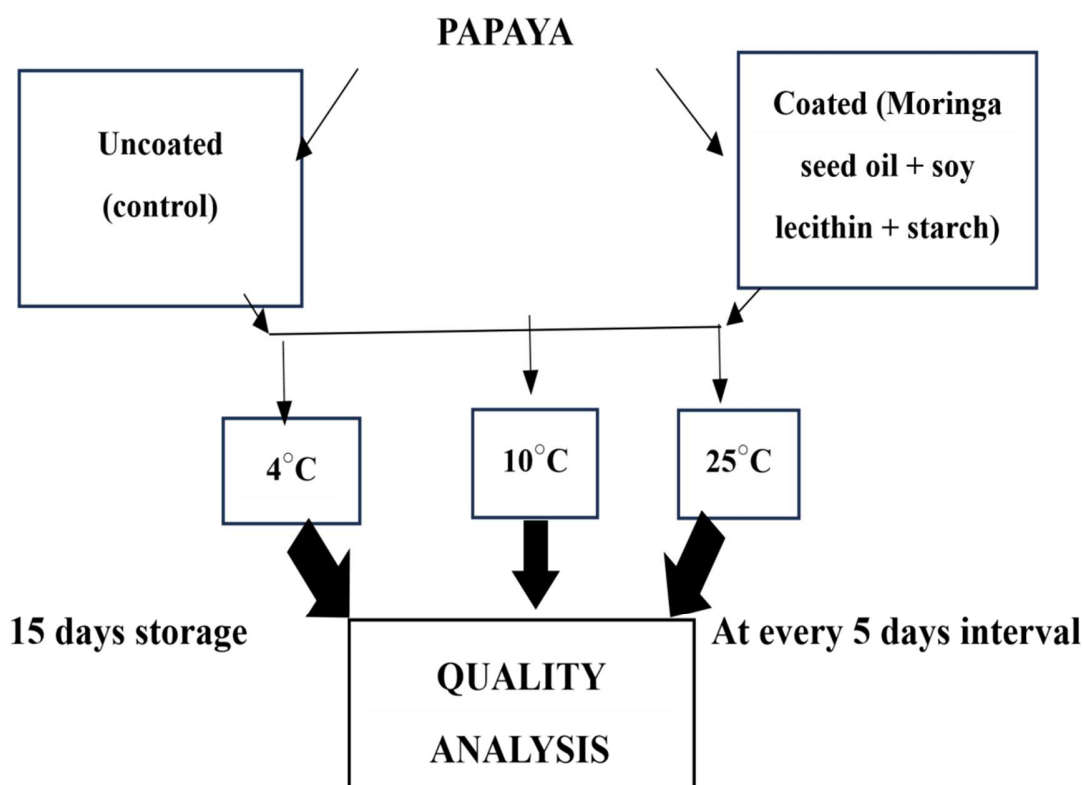 PAPAYA
Uncoated
(control)
Coated (Moringa
seed oil + soy
lecithin + starch)
4°C
10°C
25°C
15 days storage
At every 5 days interval
QUALITY
ANALYSIS